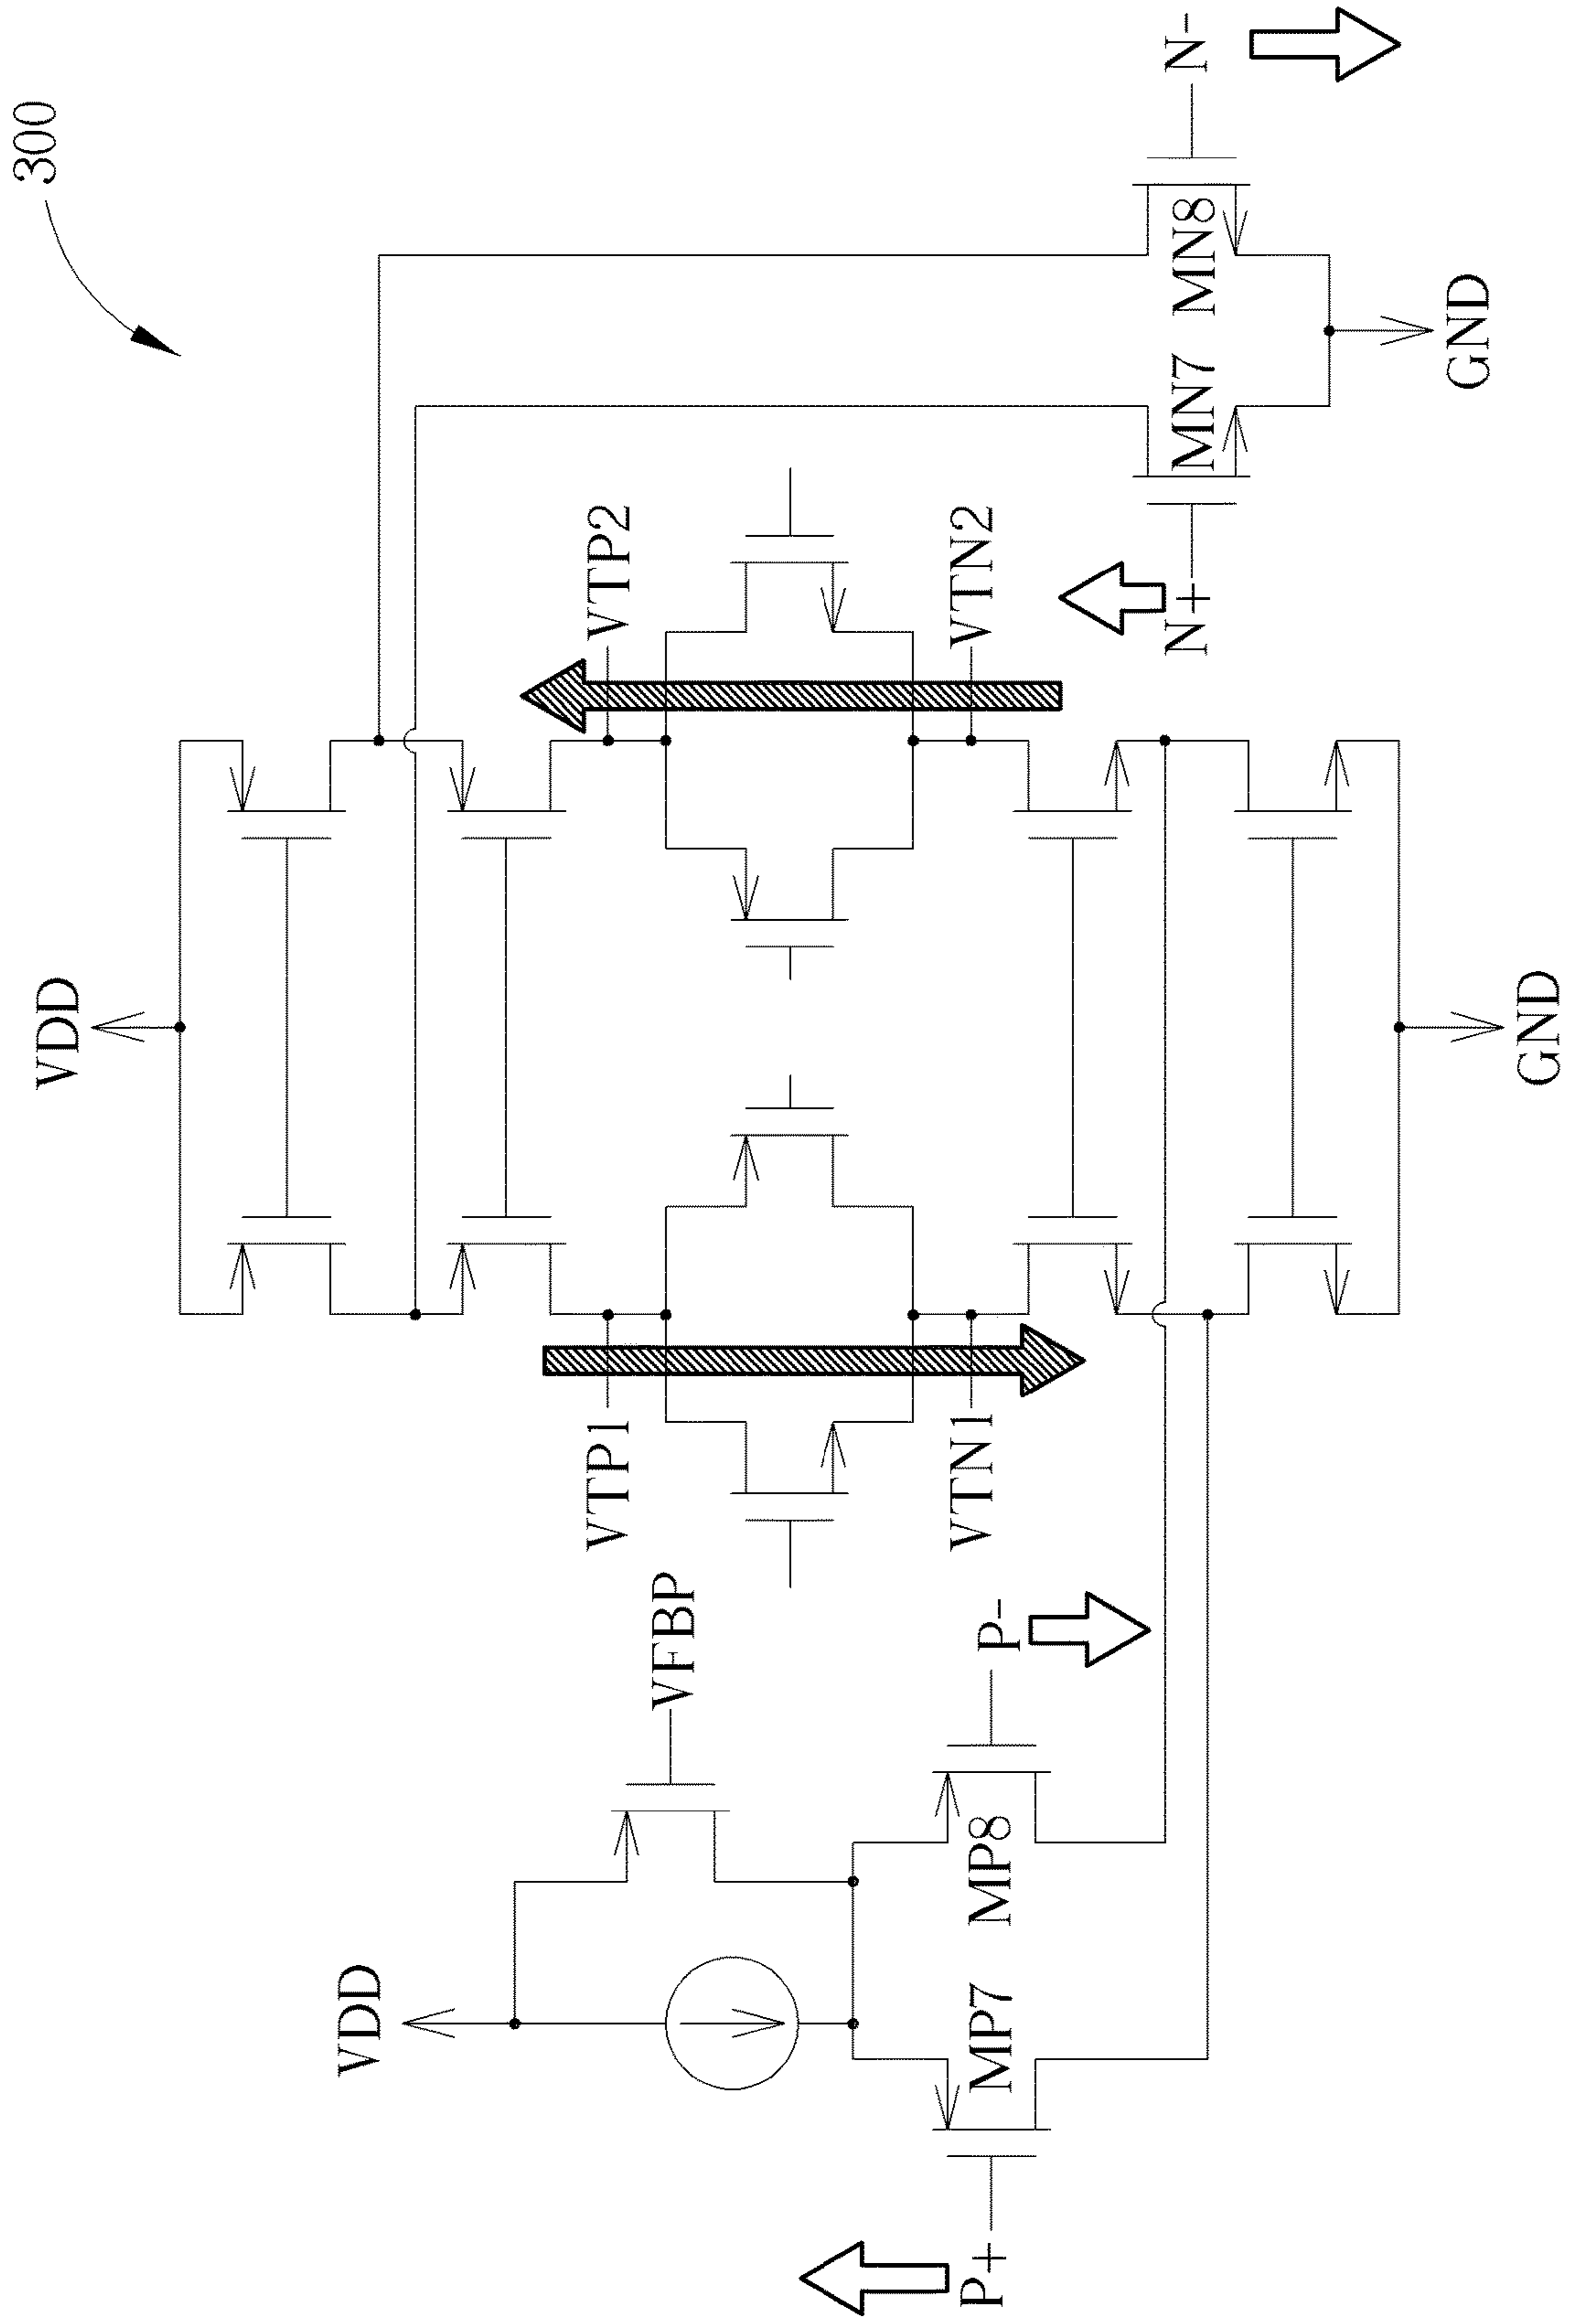 300
VDD
VDD
VFBP
VTP1
VTP2
P+
MP7
MP8
P-
VTN1
VTN2
N+
MN7
MN8
N-
GND
GND